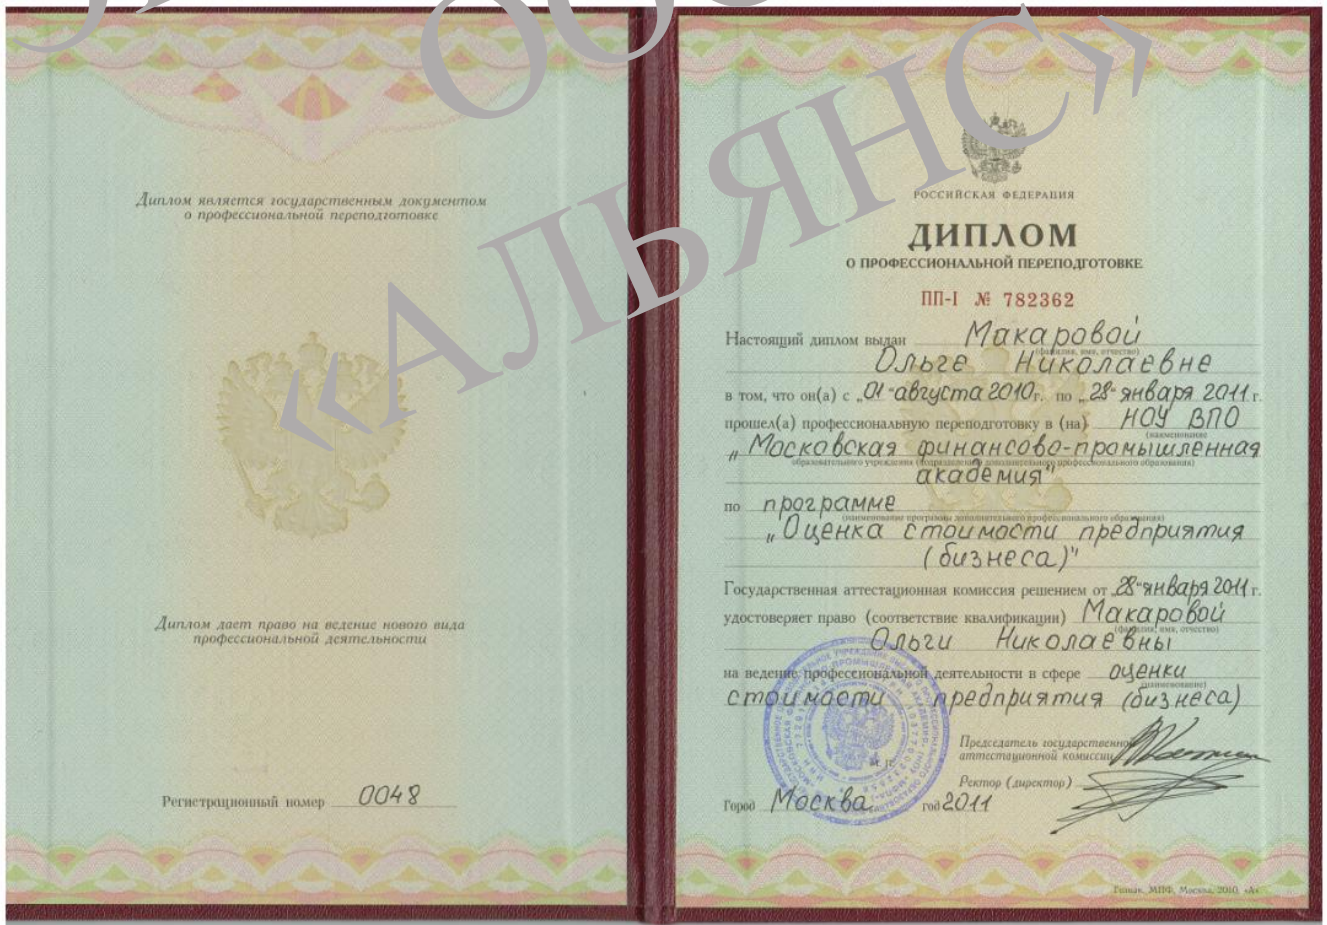 Диплом является государственным документом
о профессиональной переподготовке
Диплом дает право на ведение нового вида
профессиональной деятельности
Регистрационный номер 0048
РОССИЙСКАЯ ФЕДЕРАЦИЯ
ДИПЛОМ
О ПРОФЕССИОНАЛЬНОЙ ПЕРЕПОДГОТОВКЕ
ПП-I № 782362
Настоящий диплом выдан Макаровой
(фамилия, имя, отчество)
Ольге Николаевне
в том, что он(а) с „01" августа 2010 г. по „28" января 2011 г.
прошел(а) профессиональную переподготовку в (на) НОУ ВПО
(наименование
„Московская финансово-промышленная
образовательного учреждения (подразделения) дополнительного профессионального образования)
академия"
по программе
(наименование программы дополнительного профессионального образования)
„Оценка стоимости предприятия
(бизнеса)"
Государственная аттестационная комиссия решением от „28" января 2011 г.
удостоверяет право (соответствие квалификации) Макаровой
(фамилия, имя, отчество)
Ольги Николаевны
на ведение профессиональной деятельности в сфере оценки
(наименование)
стоимости предприятия (бизнеса)
Председатель государственной
аттестационной комиссии
Ректор (директор)
Город Москва год 2011
Гознак, МПФ, Москва, 2010, «А»
«АЛЬЯНС»